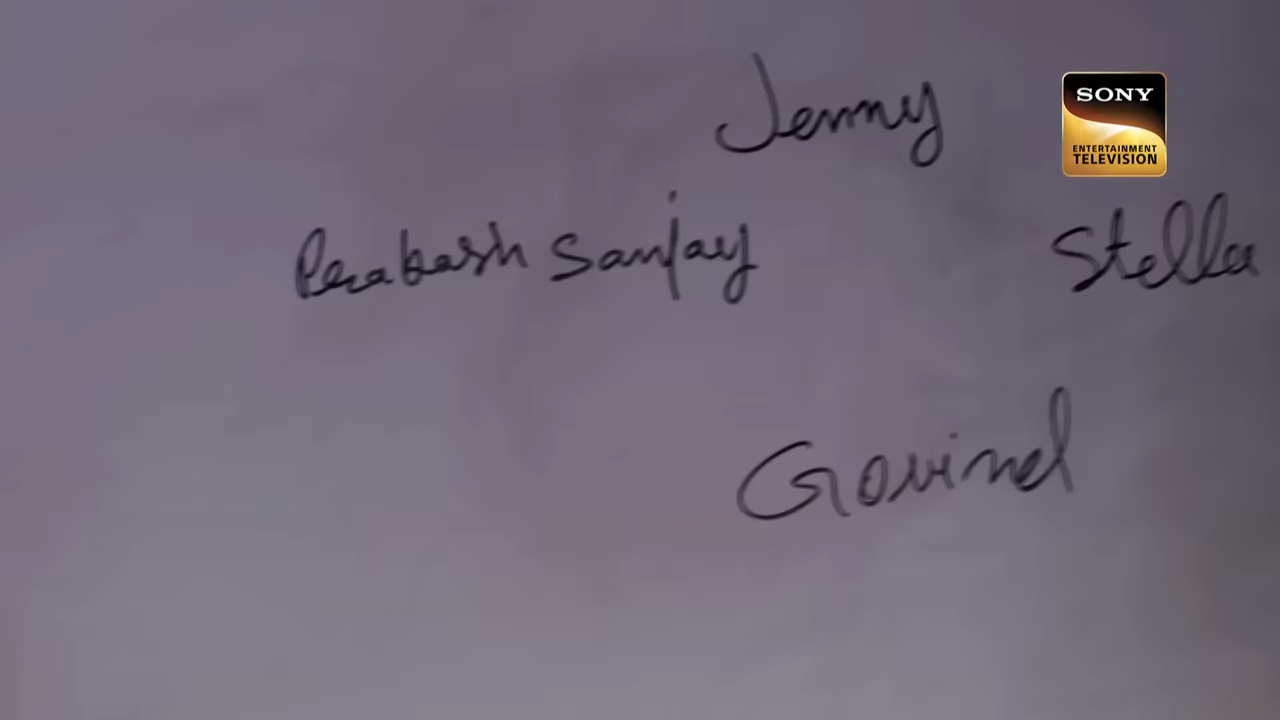 Jenny
SONY
ENTERTAINMENT
TELEVISION
Prakash Sanjay
Stella
Govind